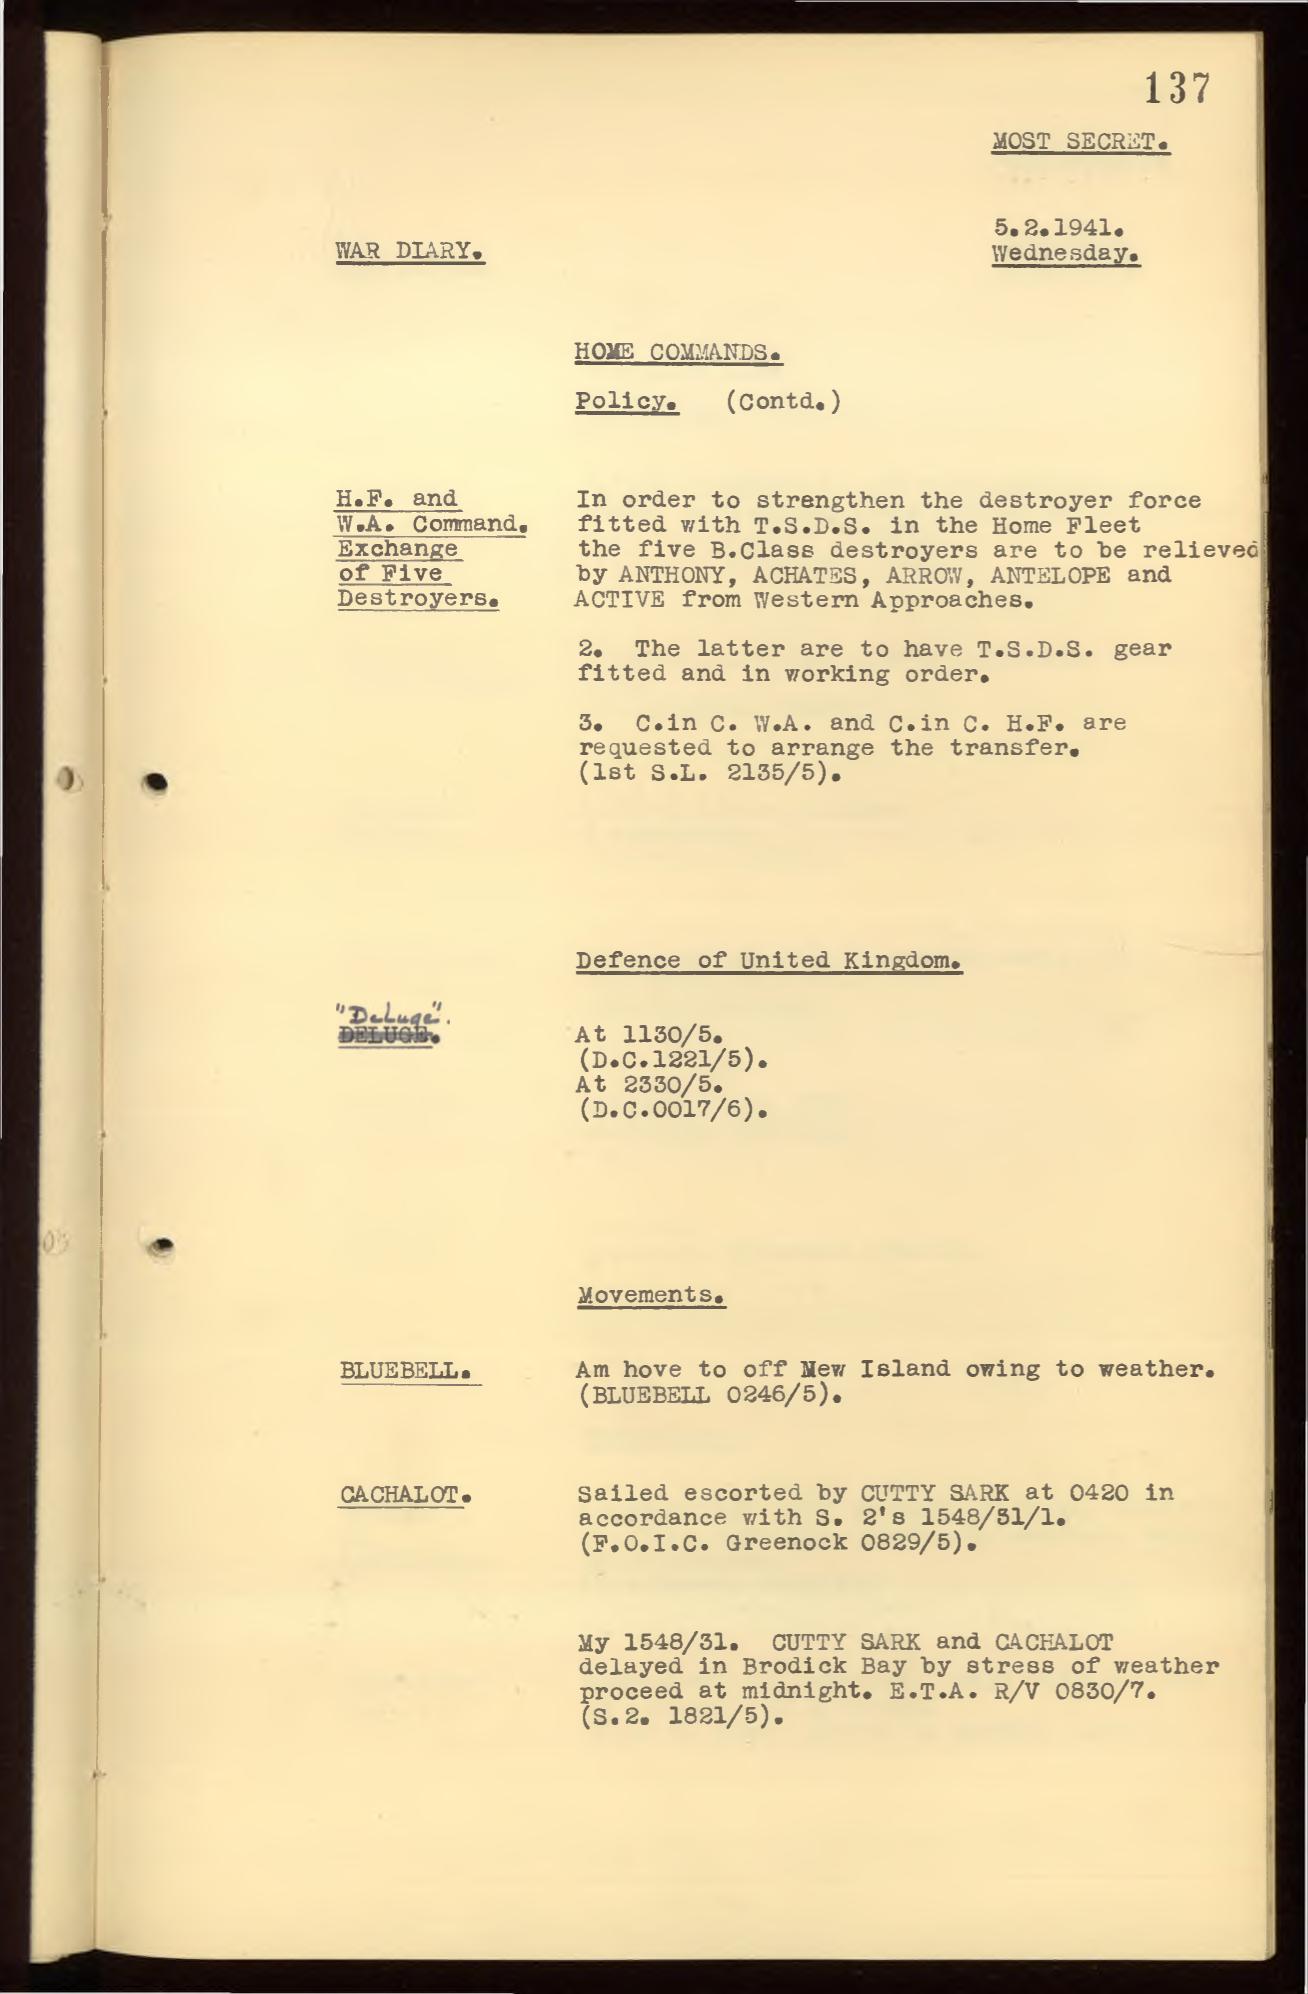 137
MOST SECRET.
5.2.1941.
WAR DIARY.
Wednesday.
HOME COMMANDS.
Policy. (Contd.)
H.F. and
W.A. Command.
Exchange
of Five
Destroyers.
In order to strengthen the destroyer force
fitted with T.S.D.S. in the Home Fleet
the five B.Class destroyers are to be relieved
by ANTHONY, ACHATES, ARROW, ANTELOPE and
ACTIVE from Western Approaches.
2. The latter are to have T.S.D.S. gear
fitted and in working order.
3. C.in C. W.A. and C.in C. H.F. are
requested to arrange the transfer.
(1st S.L. 2135/5).
Defence of United Kingdom.
"Deluge".
DELUGE.
At 1130/5.
(D.C.1221/5).
At 2330/5.
(D.C.0017/6).
Movements.
BLUEBELL.
Am hove to off New Island owing to weather.
(BLUEBELL 0246/5).
CACHALOT.
Sailed escorted by CUTTY SARK at 0420 in
accordance with S. 2's 1548/31/1.
(F.O.I.C. Greenock 0829/5).
My 1548/31. CUTTY SARK and CACHALOT
delayed in Brodick Bay by stress of weather
proceed at midnight. E.T.A. R/V 0830/7.
(S.2. 1821/5).